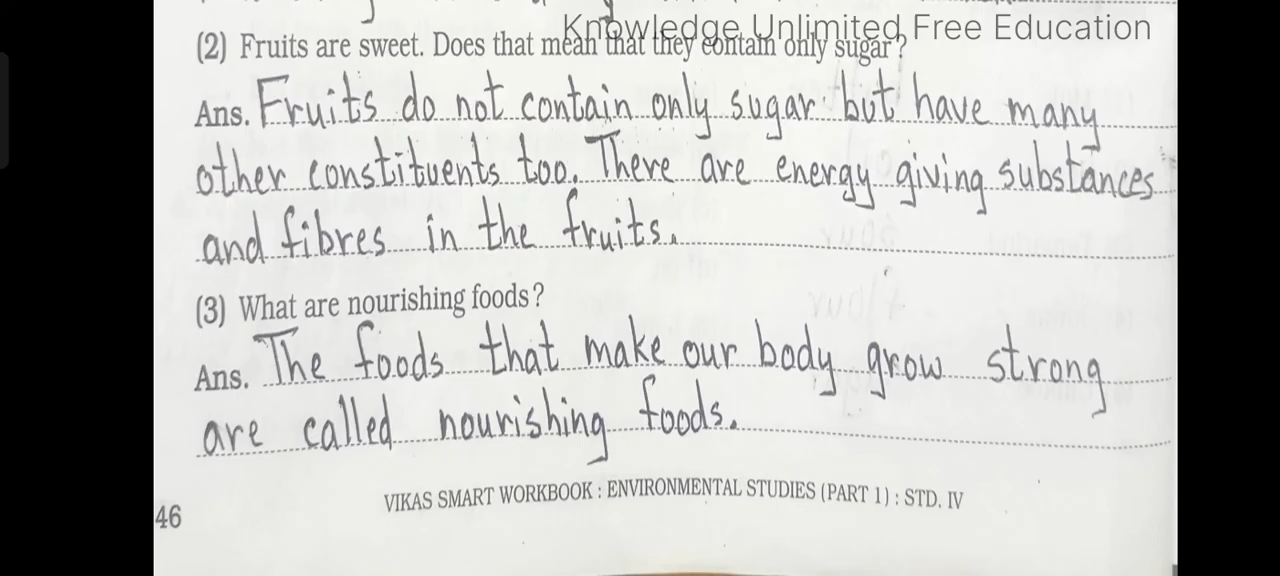 Knowledge Unlimited Free Education
(2) Fruits are sweet. Does that mean that they contain only sugar?
Ans. Fruits do not contain only sugar but have many
other constituents too. There are energy giving substances
and fibres in the fruits.
(3) What are nourishing foods?
Ans. The foods that make our body grow strong
are called nourishing foods.
VIKAS SMART WORKBOOK : ENVIRONMENTAL STUDIES (PART 1) : STD. IV
46